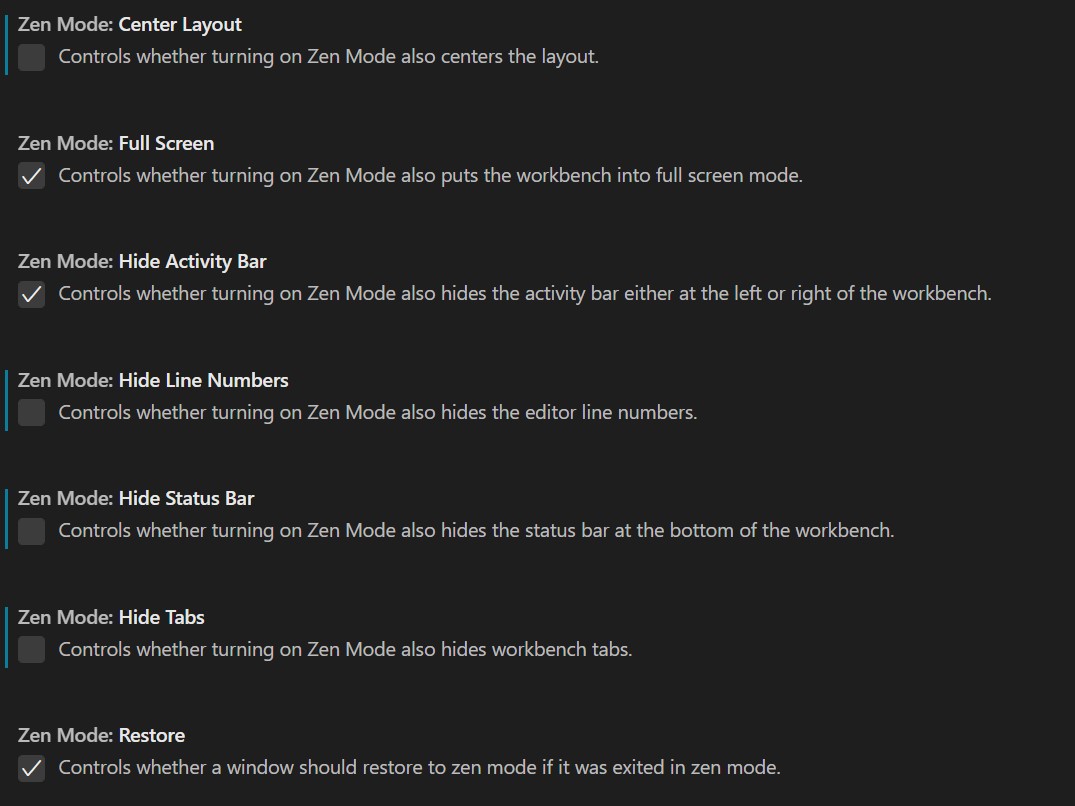 Zen Mode: Center Layout
Controls whether turning on Zen Mode also centers the layout.
Zen Mode: Full Screen
Controls whether turning on Zen Mode also puts the workbench into full screen mode.
Zen Mode: Hide Activity Bar
Controls whether turning on Zen Mode also hides the activity bar either at the left or right of the workbench.
Zen Mode: Hide Line Numbers
Controls whether turning on Zen Mode also hides the editor line numbers.
Zen Mode: Hide Status Bar
Controls whether turning on Zen Mode also hides the status bar at the bottom of the workbench.
Zen Mode: Hide Tabs
Controls whether turning on Zen Mode also hides workbench tabs.
Zen Mode: Restore
Controls whether a window should restore to zen mode if it was exited in zen mode.